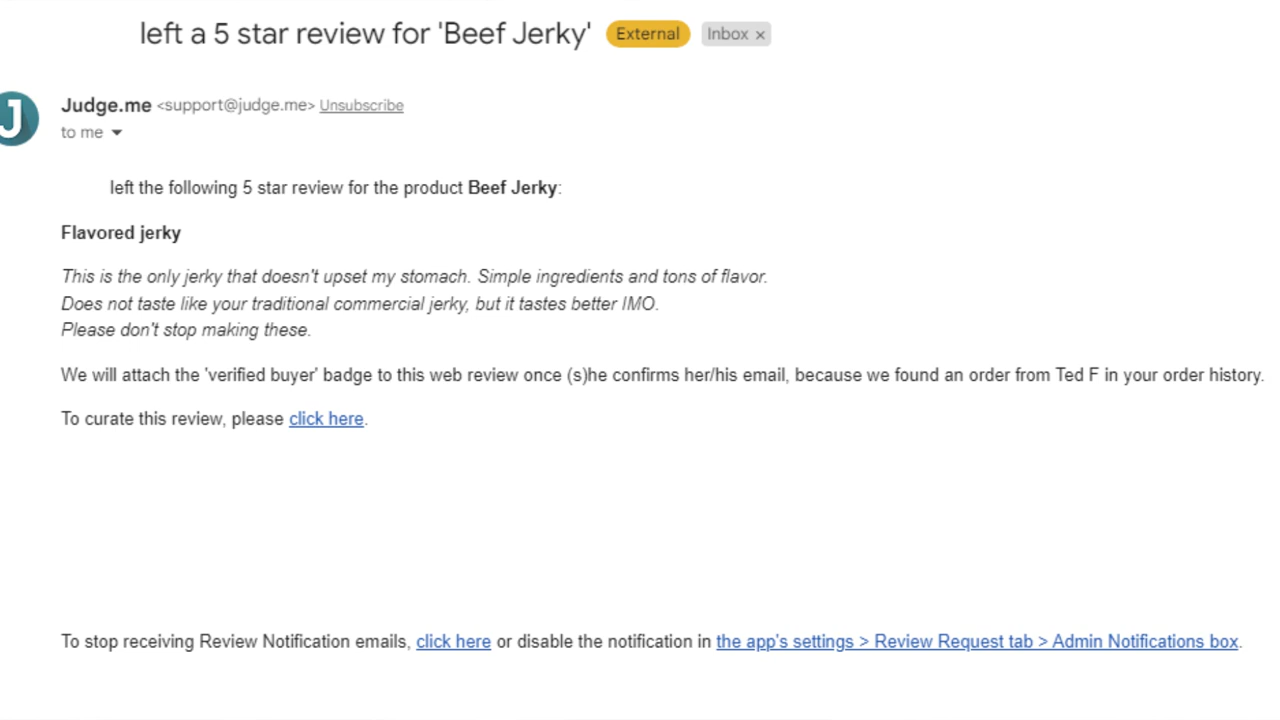 left a 5 star review for 'Beef Jerky' External Inbox x
J
Judge.me <support@judge.me> Unsubscribe
to me
left the following 5 star review for the product Beef Jerky:
Flavored jerky
This is the only jerky that doesn't upset my stomach. Simple ingredients and tons of flavor.
Does not taste like your traditional commercial jerky, but it tastes better IMO.
Please don't stop making these.
We will attach the 'verified buyer' badge to this web review once (s)he confirms her/his email, because we found an order from Ted F in your order history.
To curate this review, please click here.
To stop receiving Review Notification emails, click here or disable the notification in the app's settings > Review Request tab > Admin Notifications box.